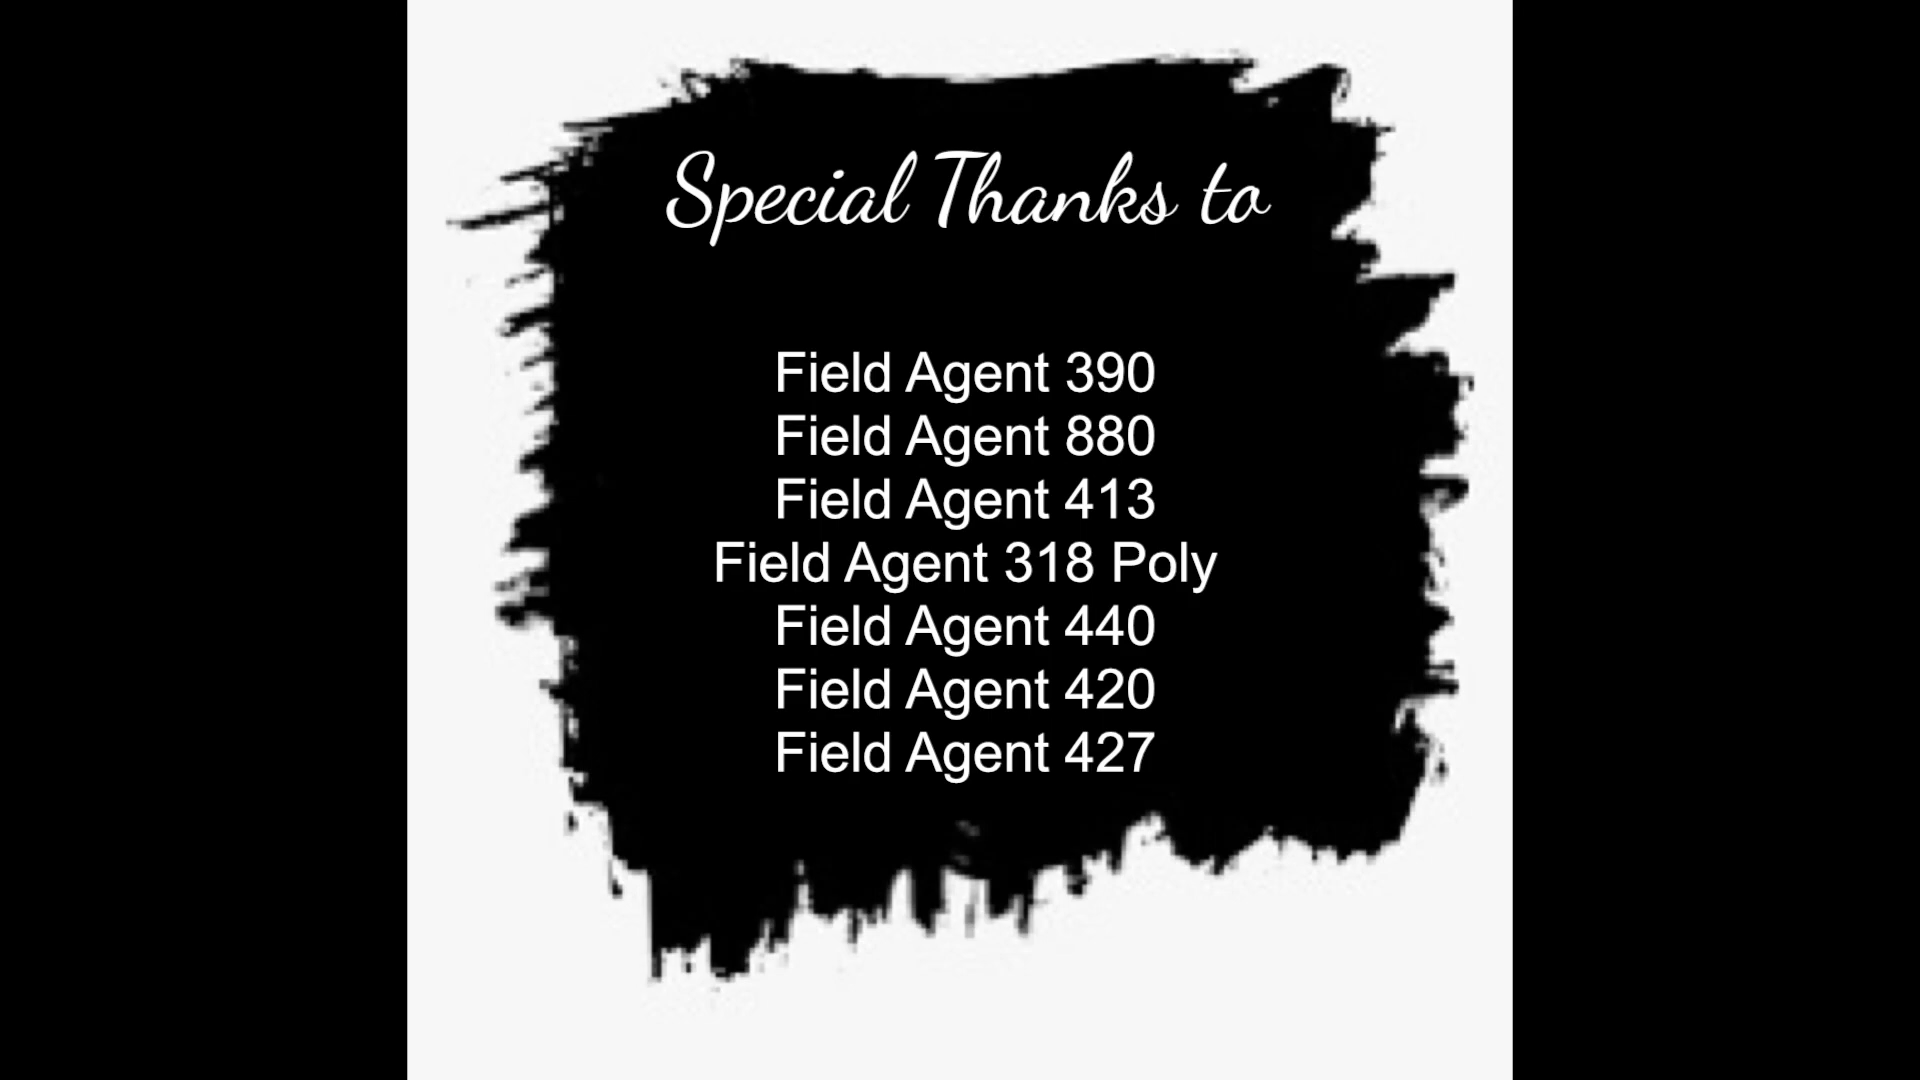 Special Thanks to
Field Agent 390
Field Agent 880
Field Agent 413
Field Agent 318 Poly
Field Agent 440
Field Agent 420
Field Agent 427